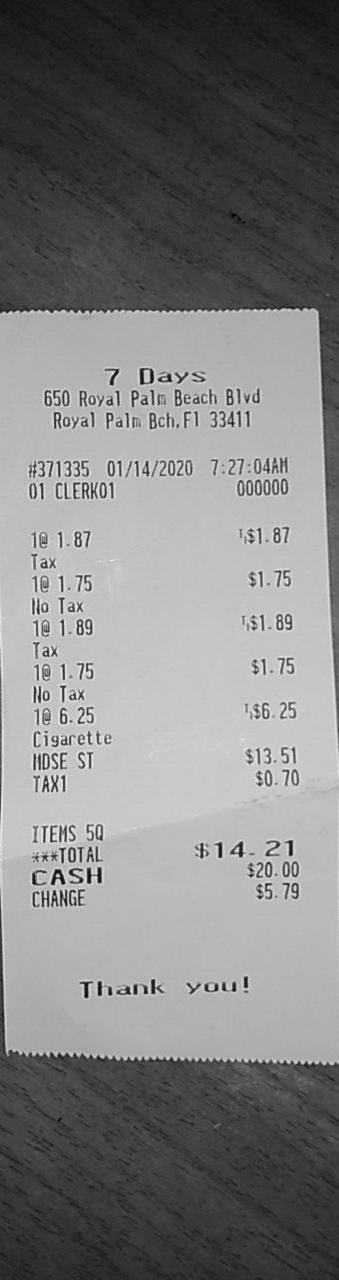 7 Days
650 Royal Palm Beach Blvd
Royal Palm Bch,Fl 33411
#371335 01/14/2020 7:27:04AM
01 CLERK01 000000
1@ 1.87 T1$1.87
Tax
1@ 1.75 $1.75
No Tax
1@ 1.89 T1$1.89
Tax
1@ 1.75 $1.75
No Tax
1@ 6.25 T1$6.25
Cigarette
MDSE ST $13.51
TAX1 $0.70
ITEMS 5Q
***TOTAL $14.21
CASH $20.00
CHANGE $5.79
Thank you!